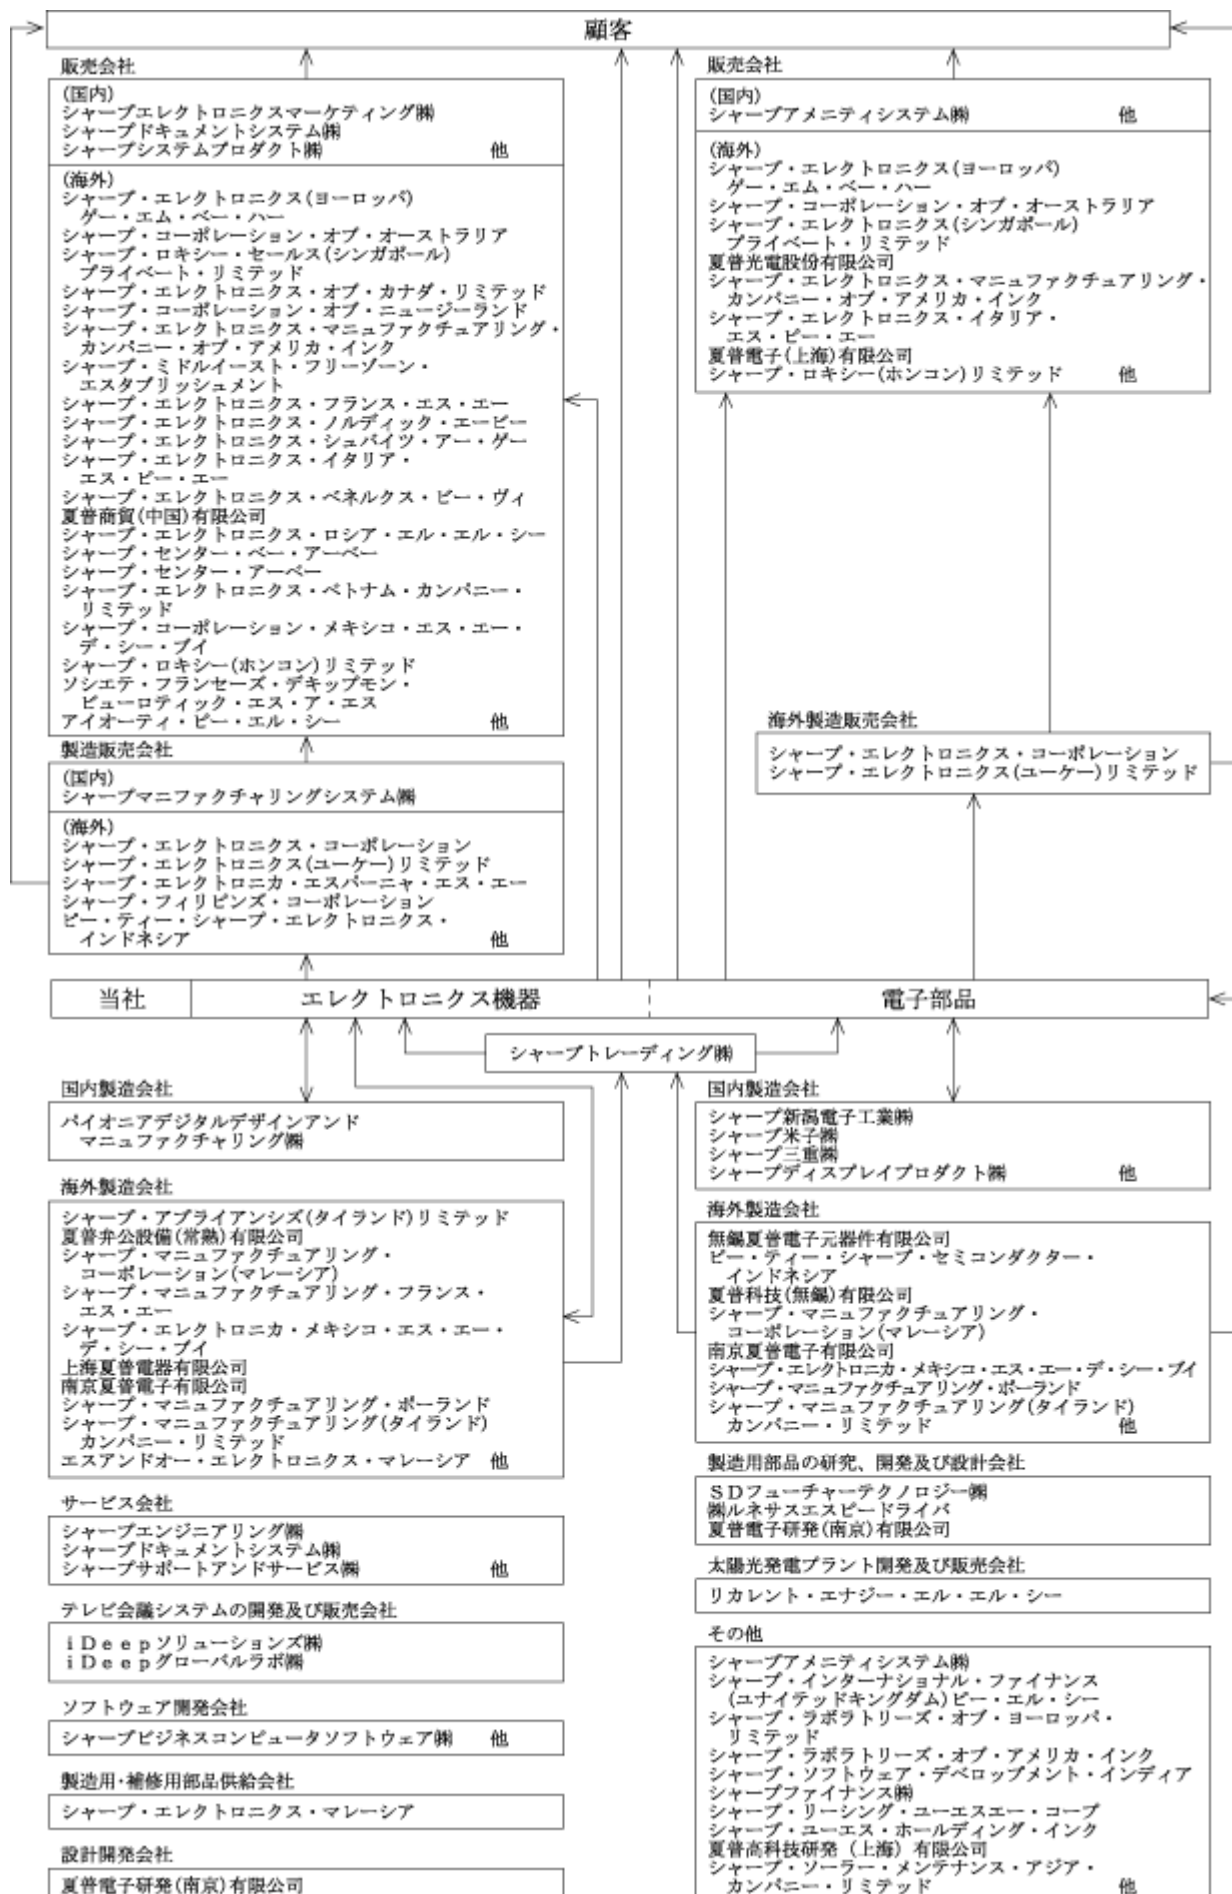 顧客
販売会社
(国内)
シャープエレクトロニクスマーケティング㈱
シャープドキュメントシステム㈱
シャープシステムプロダクト㈱ 他
(海外)
シャープ・エレクトロニクス(ヨーロッパ)
ゲー・エム・ベー・ハー
シャープ・コーポレーション・オブ・オーストラリア
シャープ・ロキシー・セールス(シンガポール)
プライベート・リミテッド
シャープ・エレクトロニクス・オブ・カナダ・リミテッド
シャープ・コーポレーション・オブ・ニュージーランド
シャープ・エレクトロニクス・マニュファクチュアリング・
カンパニー・オブ・アメリカ・インク
シャープ・ミドルイースト・フリーゾーン・
エスタブリッシュメント
シャープ・エレクトロニクス・フランス・エス・エー
シャープ・エレクトロニクス・ノルディック・エービー
シャープ・エレクトロニクス・シュバイツ・アー・ゲー
シャープ・エレクトロニクス・イタリア・
エス・ピー・エー
シャープ・エレクトロニクス・ベネルクス・ビー・ヴィ
夏普商貿(中国)有限公司
シャープ・エレクトロニクス・ロシア・エル・エル・シー
シャープ・センター・ベー・アーベー
シャープ・センター・アーベー
シャープ・エレクトロニクス・ベトナム・カンパニー・
リミテッド
シャープ・コーポレーション・メキシコ・エス・エー・
デ・シー・ブイ
シャープ・ロキシー(ホンコン)リミテッド
ソシエテ・フランセーズ・デキップモン・
ビューロティック・エス・ア・エス
アイオーティ・ピー・エル・シー 他
製造販売会社
(国内)
シャープマニファクチャリングシステム㈱
(海外)
シャープ・エレクトロニクス・コーポレーション
シャープ・エレクトロニクス(ユーケー)リミテッド
シャープ・エレクトロニカ・エスパーニャ・エス・エー
シャープ・フィリピンズ・コーポレーション
ピー・ティー・シャープ・エレクトロニクス・
インドネシア 他
販売会社
(国内)
シャープアメニティシステム㈱ 他
(海外)
シャープ・エレクトロニクス(ヨーロッパ)
ゲー・エム・ベー・ハー
シャープ・コーポレーション・オブ・オーストラリア
シャープ・エレクトロニクス(シンガポール)
プライベート・リミテッド
夏普光電股份有限公司
シャープ・エレクトロニクス・マニュファクチュアリング・
カンパニー・オブ・アメリカ・インク
シャープ・エレクトロニクス・イタリア・
エス・ピー・エー
夏普電子(上海)有限公司
シャープ・ロキシー(ホンコン)リミテッド 他
海外製造販売会社
シャープ・エレクトロニクス・コーポレーション
シャープ・エレクトロニクス(ユーケー)リミテッド
当社 エレクトロニクス機器 電子部品
シャープトレーディング㈱
国内製造会社
パイオニアデジタルデザインアンド
マニュファクチャリング㈱
海外製造会社
シャープ・アプライアンシズ(タイランド)リミテッド
夏普弁公設備(常熟)有限公司
シャープ・マニュファクチュアリング・
コーポレーション(マレーシア)
シャープ・マニュファクチュアリング・フランス・
エス・エー
シャープ・エレクトロニカ・メキシコ・エス・エー・
デ・シー・ブイ
上海夏普電器有限公司
南京夏普電子有限公司
シャープ・マニュファクチュアリング・ポーランド
シャープ・マニュファクチュアリング(タイランド)
カンパニー・リミテッド
エスアンドオー・エレクトロニクス・マレーシア 他
サービス会社
シャープエンジニアリング㈱
シャープドキュメントシステム㈱
シャープサポートアンドサービス㈱ 他
テレビ会議システムの開発及び販売会社
ｉＤｅｅｐソリューションズ㈱
ｉＤｅｅｐグローバルラボ㈱
ソフトウェア開発会社
シャープビジネスコンピュータソフトウェア㈱ 他
製造用・補修用部品供給会社
シャープ・エレクトロニクス・マレーシア
設計開発会社
夏普電子研発(南京)有限公司
国内製造会社
シャープ新潟電子工業㈱
シャープ米子㈱
シャープ三重㈱
シャープディスプレイプロダクト㈱ 他
海外製造会社
無錫夏普電子元器件有限公司
ピー・ティー・シャープ・セミコンダクター・
インドネシア
夏普科技(無錫)有限公司
シャープ・マニュファクチュアリング・
コーポレーション(マレーシア)
南京夏普電子有限公司
シャープ・エレクトロニカ・メキシコ・エス・エー・デ・シー・ブイ
シャープ・マニュファクチュアリング・ポーランド
シャープ・マニュファクチュアリング(タイランド)
カンパニー・リミテッド 他
製造用部品の研究、開発及び設計会社
ＳＤフューチャーテクノロジー㈱
㈱ルネサスエスピードライバ
夏普電子研発(南京)有限公司
太陽光発電プラント開発及び販売会社
リカレント・エナジー・エル・エル・シー
その他
シャープアメニティシステム㈱
シャープ・インターナショナル・ファイナンス
(ユナイテッドキングダム)ピー・エル・シー
シャープ・ラボラトリーズ・オブ・ヨーロッパ・
リミテッド
シャープ・ラボラトリーズ・オブ・アメリカ・インク
シャープ・ソフトウェア・デベロップメント・インディア
シャープファイナンス㈱
シャープ・リーシング・ユーエスエー・コープ
シャープ・ユーエス・ホールディング・インク
夏普高科技研発（上海）有限公司
シャープ・ソーラー・メンテナンス・アジア・
カンパニー・リミテッド 他